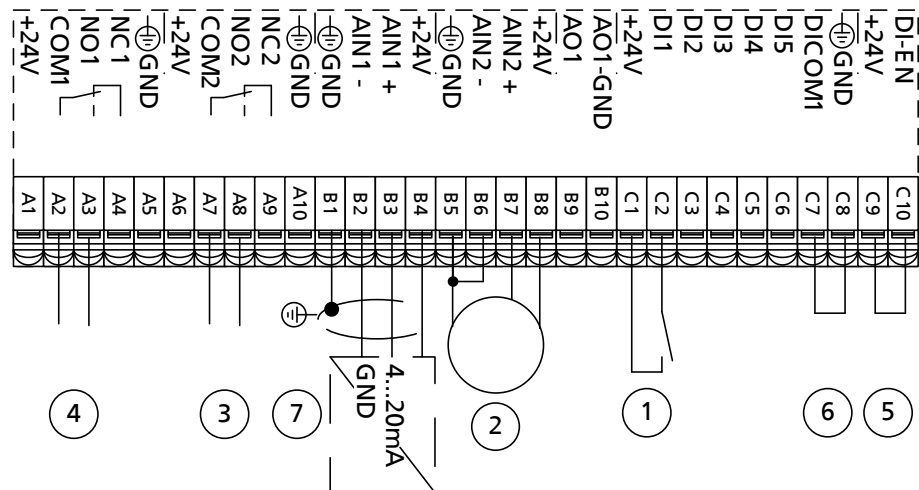 +24V
COM1
NO1
NC1
GND
+24V
COM2
NO2
NC2
GND
GND
AIN1 -
AIN1 +
+24V
GND
AIN2 -
AIN2 +
+24V
AO1
AO1-GND
+24V
DI1
DI2
DI3
DI4
DI5
DICOM1
GND
+24V
DI-EN
A1
A2
A3
A4
A5
A6
A7
A8
A9
A10
B1
B2
B3
B4
B5
B6
B7
B8
B9
B10
C1
C2
C3
C4
C5
C6
C7
C8
C9
C10
GND
4...20mA
4
3
7
2
1
6
5